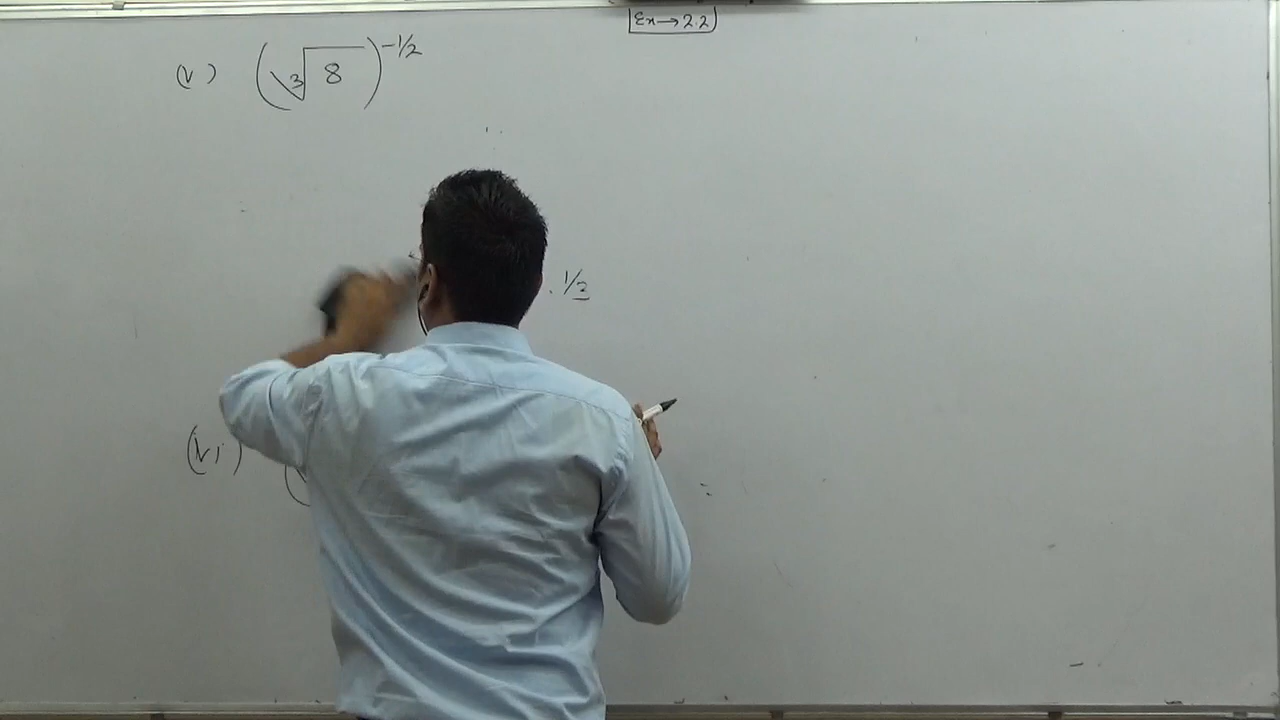 Ex→2.2
(v) (∛8)^-1/2
1/2
(vi) (
=